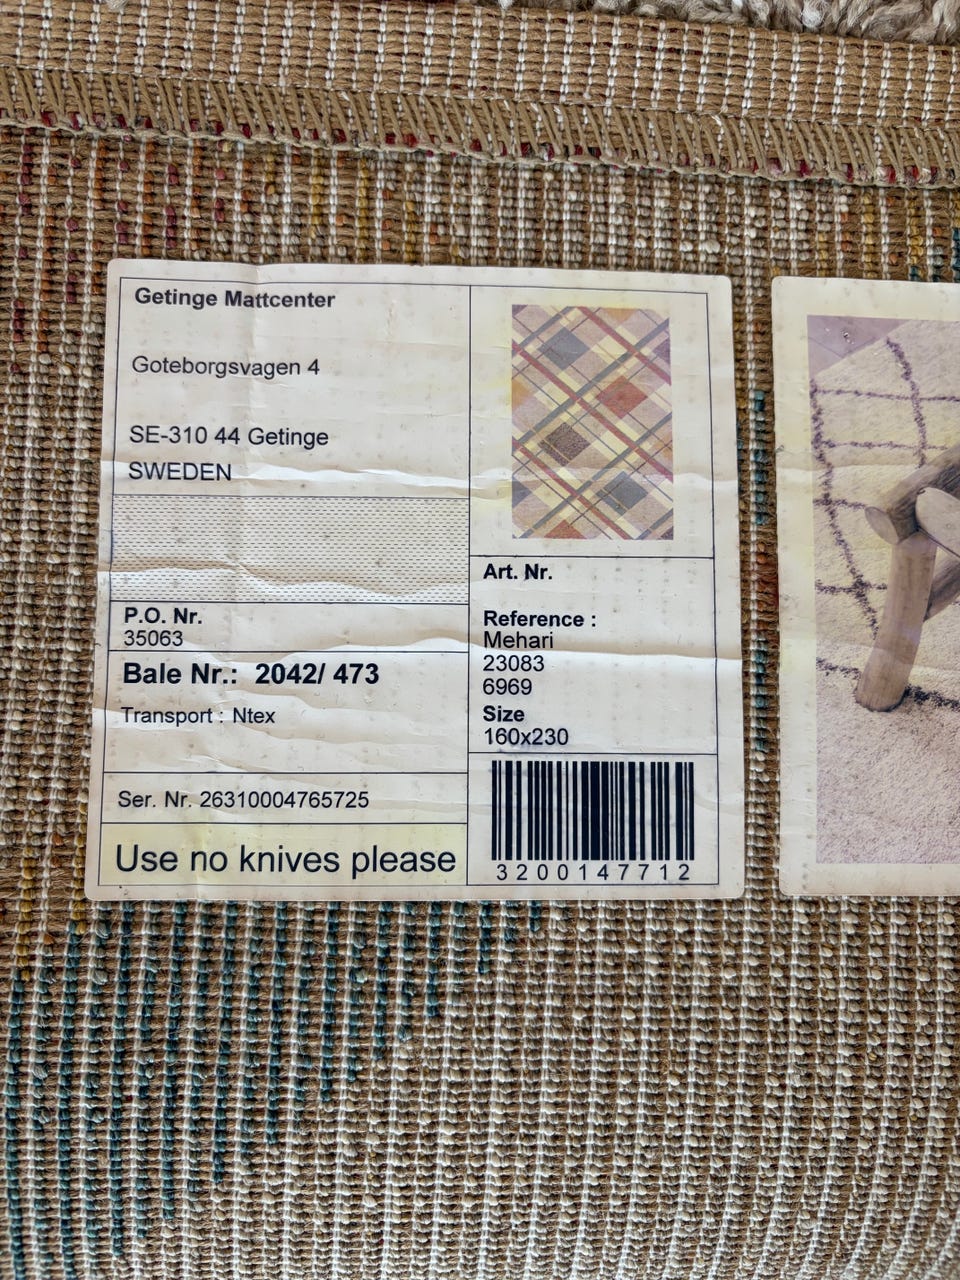 Getinge Mattcenter
Goteborgsvagen 4
SE-310 44 Getinge
SWEDEN
P.O. Nr.
35063
Bale Nr.: 2042/ 473
Transport : Ntex
Ser. Nr. 26310004765725
Use no knives please
Art. Nr.
Reference :
Mehari
23083
6969
Size
160x230
3200147712